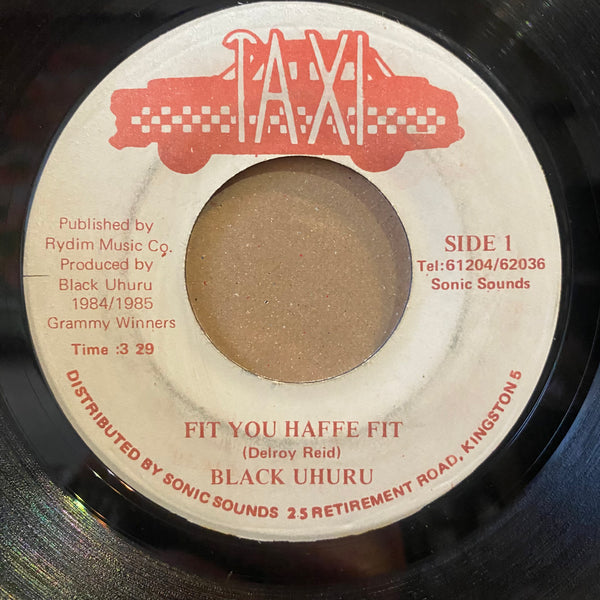 TAXI
Published by
Rydim Music Co.
Produced by
Black Uhuru
1984/1985
Grammy Winners
Time :3 29
SIDE 1
Tel:61204/62036
Sonic Sounds
FIT YOU HAFFE FIT
(Delroy Reid)
BLACK UHURU
DISTRIBUTED BY SONIC SOUNDS 25 RETIREMENT ROAD, KINGSTON 5